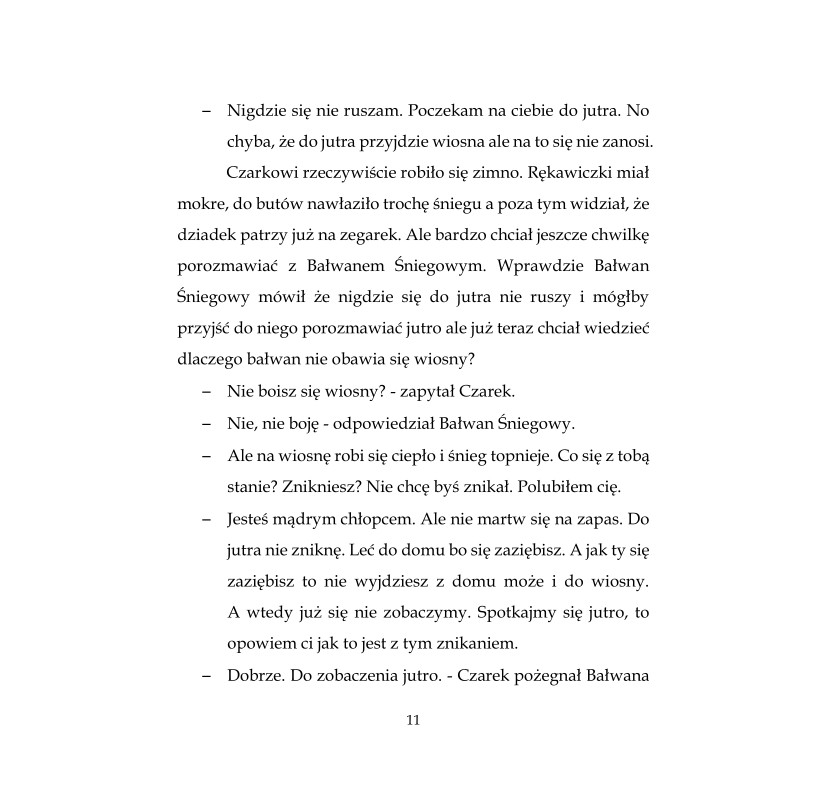 – Nigdzie się nie ruszam. Poczekam na ciebie do jutra. No
chyba, że do jutra przyjdzie wiosna ale na to się nie zanosi.
Czarkowi rzeczywiście robiło się zimno. Rękawiczki miał
mokre, do butów nawłaziło trochę śniegu a poza tym widział, że
dziadek patrzy już na zegarek. Ale bardzo chciał jeszcze chwilkę
porozmawiać z Bałwanem Śniegowym. Wprawdzie Bałwan
Śniegowy mówił że nigdzie się do jutra nie ruszy i mógłby
przyjść do niego porozmawiać jutro ale już teraz chciał wiedzieć
dlaczego bałwan nie obawia się wiosny?
– Nie boisz się wiosny? - zapytał Czarek.
– Nie, nie boję - odpowiedział Bałwan Śniegowy.
– Ale na wiosnę robi się ciepło i śnieg topnieje. Co się z tobą
stanie? Znikniesz? Nie chcę byś znikał. Polubiłem cię.
– Jesteś mądrym chłopcem. Ale nie martw się na zapas. Do
jutra nie zniknę. Leć do domu bo się zaziębisz. A jak ty się
zaziębisz to nie wyjdziesz z domu może i do wiosny.
A wtedy już się nie zobaczymy. Spotkajmy się jutro, to
opowiem ci jak to jest z tym znikaniem.
– Dobrze. Do zobaczenia jutro. - Czarek pożegnał Bałwana
11